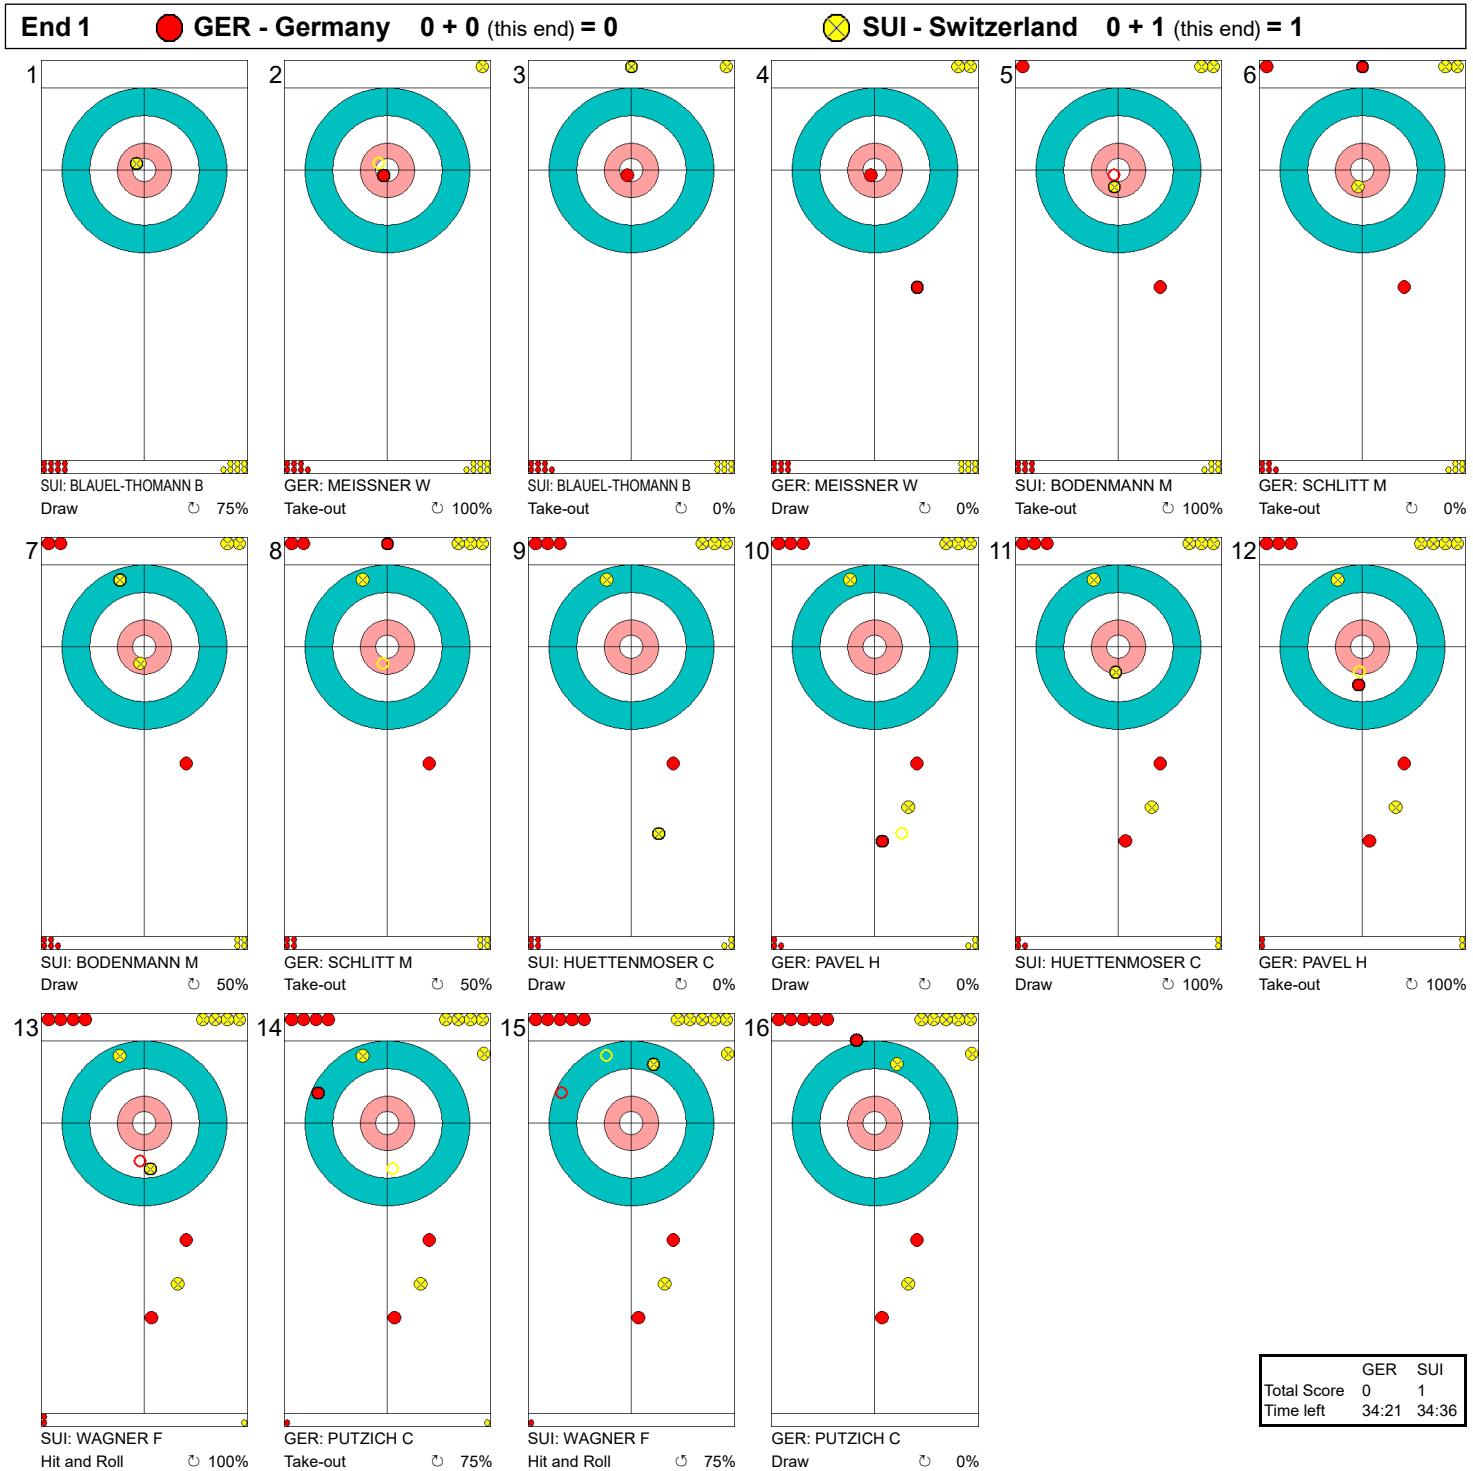 End 1 GER - Germany 0 + 0 (this end) = 0 SUI - Switzerland 0 + 1 (this end) = 1
1 2 3 4 5 6
SUI: BLAUEL-THOMANN B GER: MEISSNER W SUI: BLAUEL-THOMANN B GER: MEISSNER W SUI: BODENMANN M GER: SCHLITT M
Draw ↻ 75% Take-out ↻ 100% Take-out ↻ 0% Draw ↻ 0% Take-out ↻ 100% Take-out ↻ 0%
7 8 9 10 11 12
SUI: BODENMANN M GER: SCHLITT M SUI: HUETTENMOSER C GER: PAVEL H SUI: HUETTENMOSER C GER: PAVEL H
Draw ↻ 50% Take-out ↻ 50% Draw ↻ 0% Draw ↻ 0% Draw ↻ 100% Take-out ↻ 100%
13 14 15 16
GER SUI
Total Score 0 1
Time left 34:21 34:36
SUI: WAGNER F GER: PUTZICH C SUI: WAGNER F GER: PUTZICH C
Hit and Roll ↻ 100% Take-out ↺ 75% Hit and Roll ↺ 75% Draw ↻ 0%